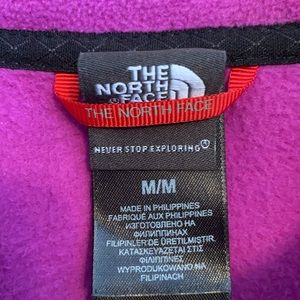 THE
NORTH
FACE
THE NORTH FACE
NEVER STOP EXPLORING
M/M
MADE IN PHILIPPINES
FABRIQUÉ AUX PHILIPPINES
ИЗГОТОВЛЕНО НА
ФИЛИППИНАХ
FILIPINLER'DE ÜRETILMIŞTIR.
ΚΑΤΑΣΚΕΥΑΖΕΤΑΙ ΣΤΙΣ
ΦΙΛΙΠΠΙΝΕΣ
WYPRODUKOWANO NA
FILIPINACH